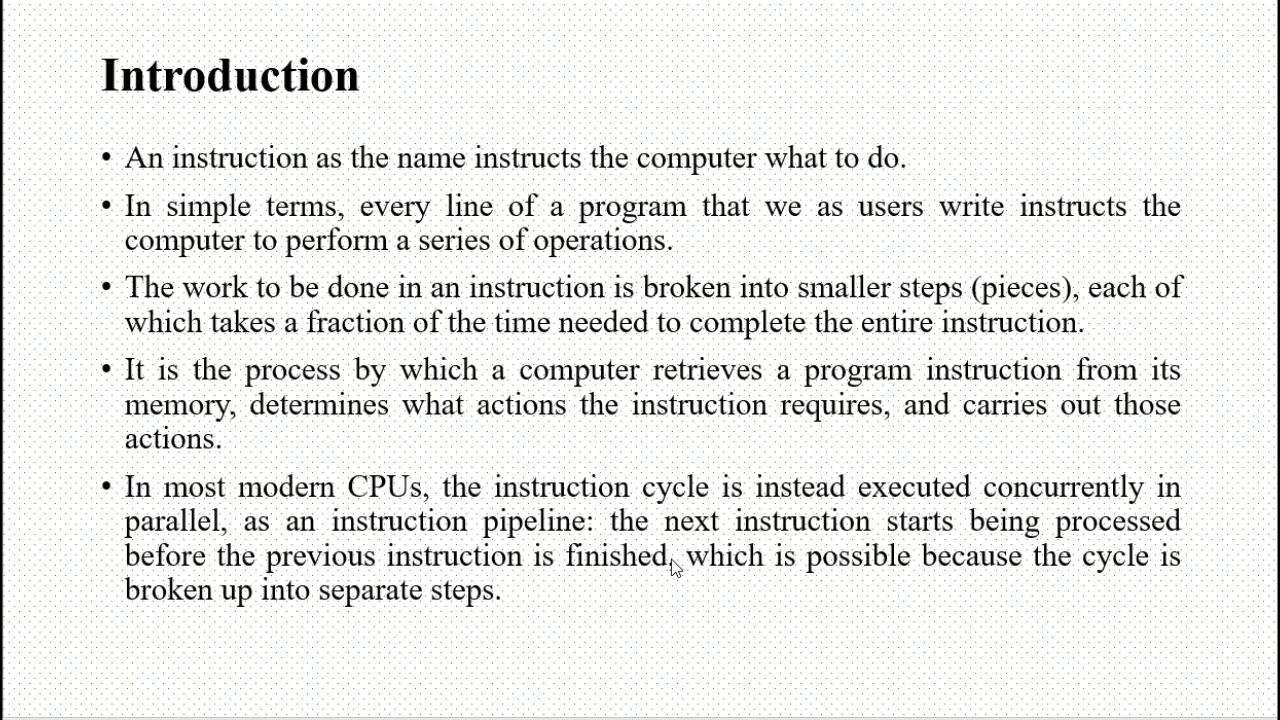 Introduction
• An instruction as the name instructs the computer what to do.
• In simple terms, every line of a program that we as users write instructs the
computer to perform a series of operations.
• The work to be done in an instruction is broken into smaller steps (pieces), each of
which takes a fraction of the time needed to complete the entire instruction.
• It is the process by which a computer retrieves a program instruction from its
memory, determines what actions the instruction requires, and carries out those
actions.
• In most modern CPUs, the instruction cycle is instead executed concurrently in
parallel, as an instruction pipeline: the next instruction starts being processed
before the previous instruction is finished, which is possible because the cycle is
broken up into separate steps.